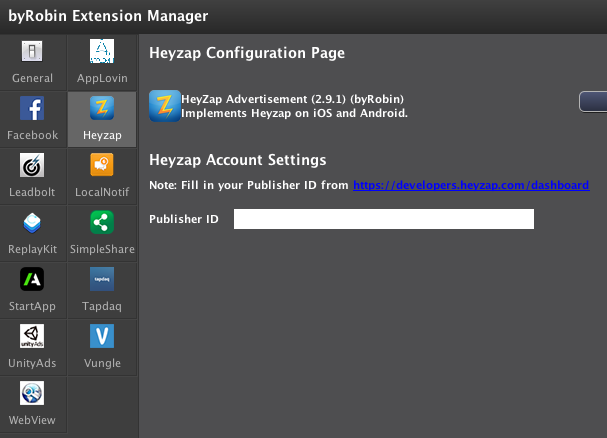 byRobin Extension Manager
General
AppLovin
Facebook
Heyzap
Leadbolt
LocalNotif
ReplayKit
SimpleShare
StartApp
tapdaq
Tapdaq
unityAds
UnityAds
Vungle
WebView
Heyzap Configuration Page
HeyZap Advertisement (2.9.1) (byRobin)
Implements Heyzap on iOS and Android.
Heyzap Account Settings
Note: Fill in your Publisher ID from https://developers.heyzap.com/dashboard
Publisher ID